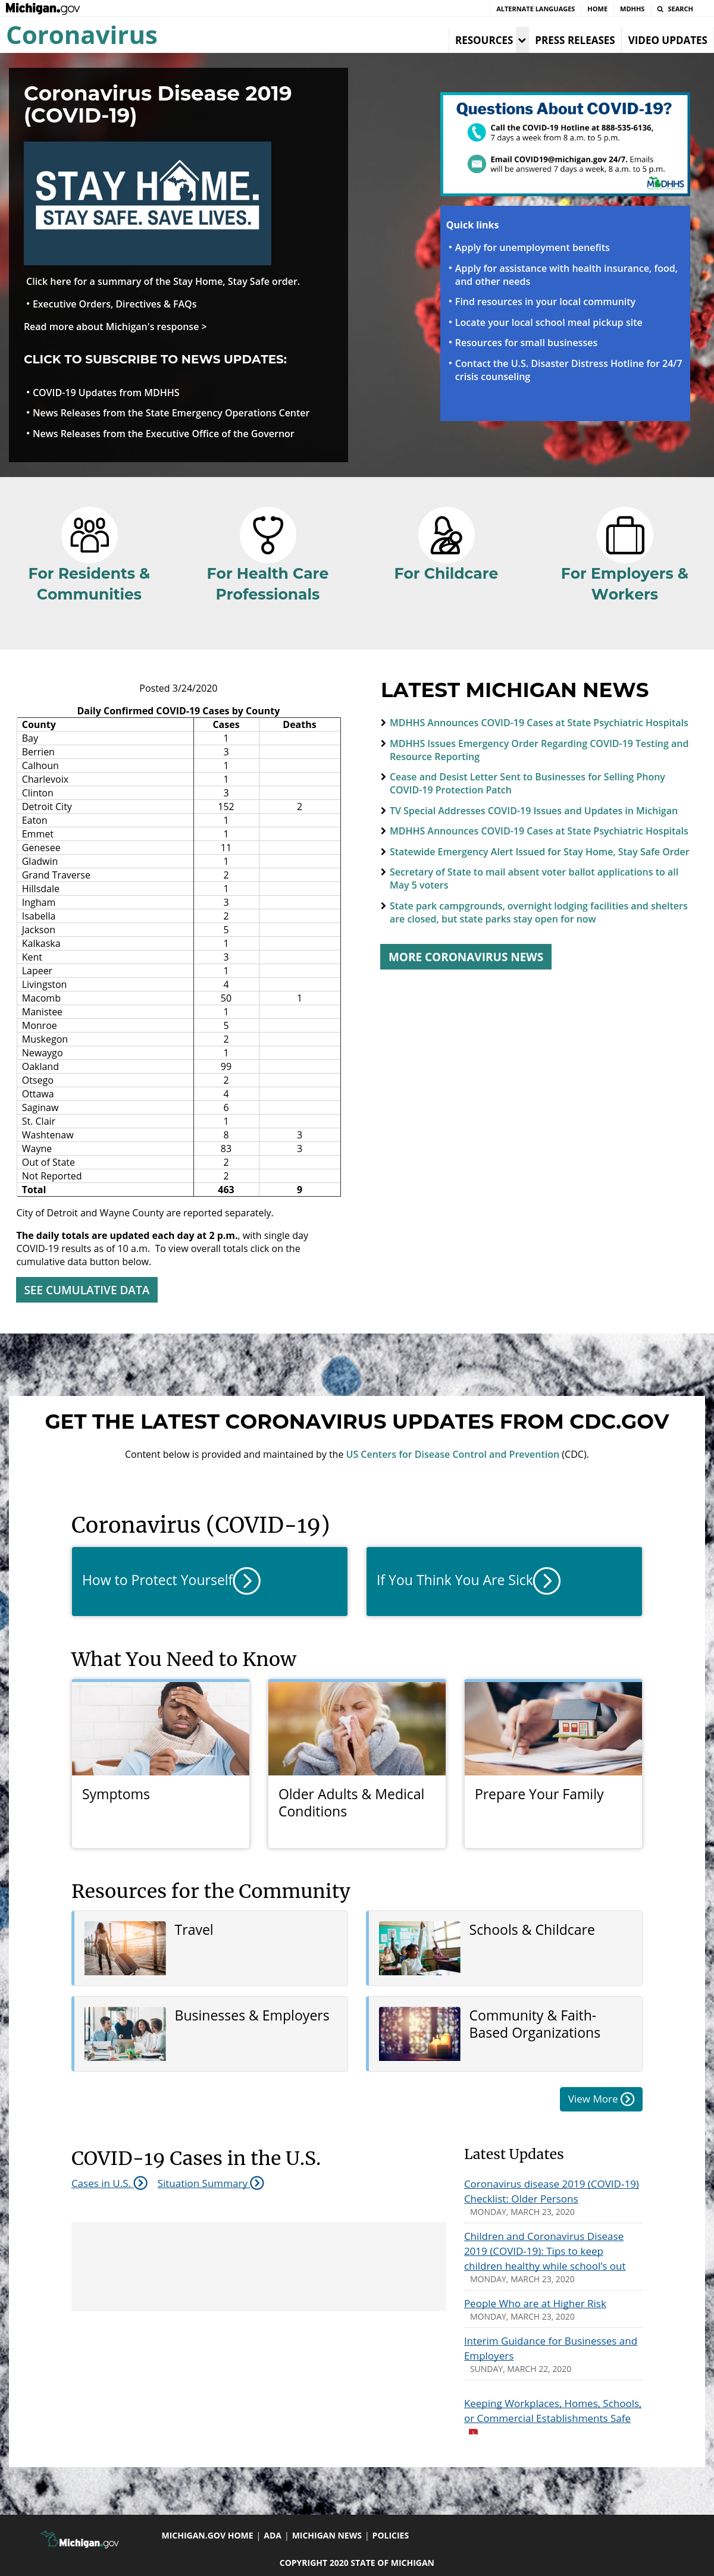 Michigan.gov
ALTERNATE LANGUAGES
HOME
MDHHS
SEARCH
Coronavirus
RESOURCES
PRESS RELEASES
VIDEO UPDATES
Coronavirus Disease 2019
(COVID-19)
STAY HOME.
STAY SAFE. SAVE LIVES.
Click here for a summary of the Stay Home, Stay Safe order.
• Executive Orders, Directives & FAQs
Read more about Michigan's response >
CLICK TO SUBSCRIBE TO NEWS UPDATES:
• COVID-19 Updates from MDHHS
• News Releases from the State Emergency Operations Center
• News Releases from the Executive Office of the Governor
Questions About COVID-19?
Call the COVID-19 Hotline at 888-535-6136,
7 days a week from 8 a.m. to 5 p.m.
Email COVID19@michigan.gov 24/7. Emails
will be answered 7 days a week, 8 a.m. to 5 p.m.
MDHHS
Quick links
• Apply for unemployment benefits
• Apply for assistance with health insurance, food,
and other needs
• Find resources in your local community
• Locate your local school meal pickup site
• Resources for small businesses
• Contact the U.S. Disaster Distress Hotline for 24/7
crisis counseling
For Residents &
Communities
For Health Care
Professionals
For Childcare
For Employers &
Workers
Posted 3/24/2020
Daily Confirmed COVID-19 Cases by County
County Cases Deaths
Bay 1
Berrien 3
Calhoun 1
Charlevoix 1
Clinton 3
Detroit City 152 2
Eaton 1
Emmet 1
Genesee 11
Gladwin 1
Grand Traverse 2
Hillsdale 1
Ingham 3
Isabella 2
Jackson 5
Kalkaska 1
Kent 3
Lapeer 1
Livingston 4
Macomb 50 1
Manistee 1
Monroe 5
Muskegon 2
Newaygo 1
Oakland 99
Otsego 2
Ottawa 4
Saginaw 6
St. Clair 1
Washtenaw 8 3
Wayne 83 3
Out of State 2
Not Reported 2
Total 463 9
City of Detroit and Wayne County are reported separately.
The daily totals are updated each day at 2 p.m., with single day
COVID-19 results as of 10 a.m. To view overall totals click on the
cumulative data button below.
SEE CUMULATIVE DATA
LATEST MICHIGAN NEWS
MDHHS Announces COVID-19 Cases at State Psychiatric Hospitals
MDHHS Issues Emergency Order Regarding COVID-19 Testing and
Resource Reporting
Cease and Desist Letter Sent to Businesses for Selling Phony
COVID-19 Protection Patch
TV Special Addresses COVID-19 Issues and Updates in Michigan
MDHHS Announces COVID-19 Cases at State Psychiatric Hospitals
Statewide Emergency Alert Issued for Stay Home, Stay Safe Order
Secretary of State to mail absent voter ballot applications to all
May 5 voters
State park campgrounds, overnight lodging facilities and shelters
are closed, but state parks stay open for now
MORE CORONAVIRUS NEWS
GET THE LATEST CORONAVIRUS UPDATES FROM CDC.GOV
Content below is provided and maintained by the US Centers for Disease Control and Prevention (CDC).
Coronavirus (COVID-19)
How to Protect Yourself
If You Think You Are Sick
What You Need to Know
Symptoms
Older Adults & Medical
Conditions
Prepare Your Family
Resources for the Community
Travel
Schools & Childcare
Businesses & Employers
Community & Faith-
Based Organizations
View More
COVID-19 Cases in the U.S.
Cases in U.S.
Situation Summary
Latest Updates
Coronavirus disease 2019 (COVID-19)
Checklist: Older Persons
MONDAY, MARCH 23, 2020
Children and Coronavirus Disease
2019 (COVID-19): Tips to keep
children healthy while school's out
MONDAY, MARCH 23, 2020
People Who are at Higher Risk
MONDAY, MARCH 23, 2020
Interim Guidance for Businesses and
Employers
SUNDAY, MARCH 22, 2020
Keeping Workplaces, Homes, Schools,
or Commercial Establishments Safe
Michigan.gov
MICHIGAN.GOV HOME | ADA | MICHIGAN NEWS | POLICIES
COPYRIGHT 2020 STATE OF MICHIGAN